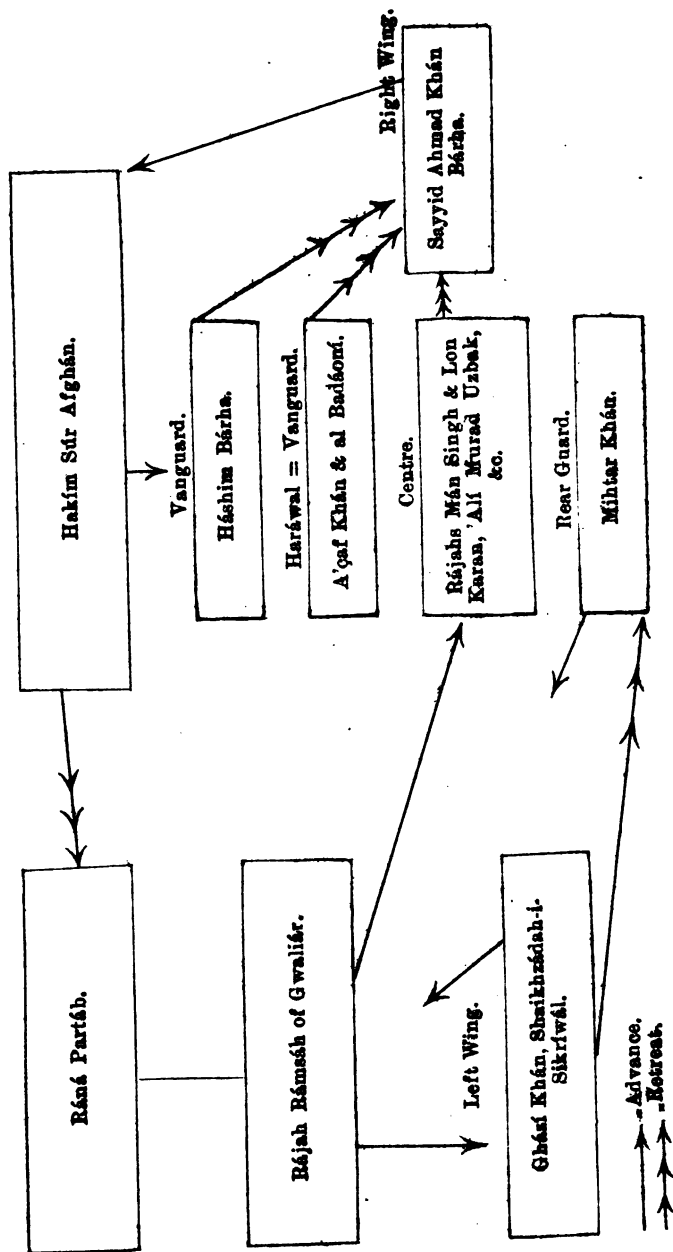 Hakím Súr Afghán.
Right Wing.
Sayyid Ahmad Khán
Bárha.
Vanguard.
Háshim Bárha.
Haráwal = Vanguard.
A'çaf Khán & al Badáoní.
Centre.
Rájahs Mán Singh & Lon
Karan, 'Alí Murad Uzbak,
&c.
Rear Guard.
Mihtar Khán.
Ráná Partáb.
Rájah Rámsáh of Gwaliár.
Left Wing.
Ghází Khán, Shaikhzádah-i-
Sikríwál.
=Advance.
=Retreat.